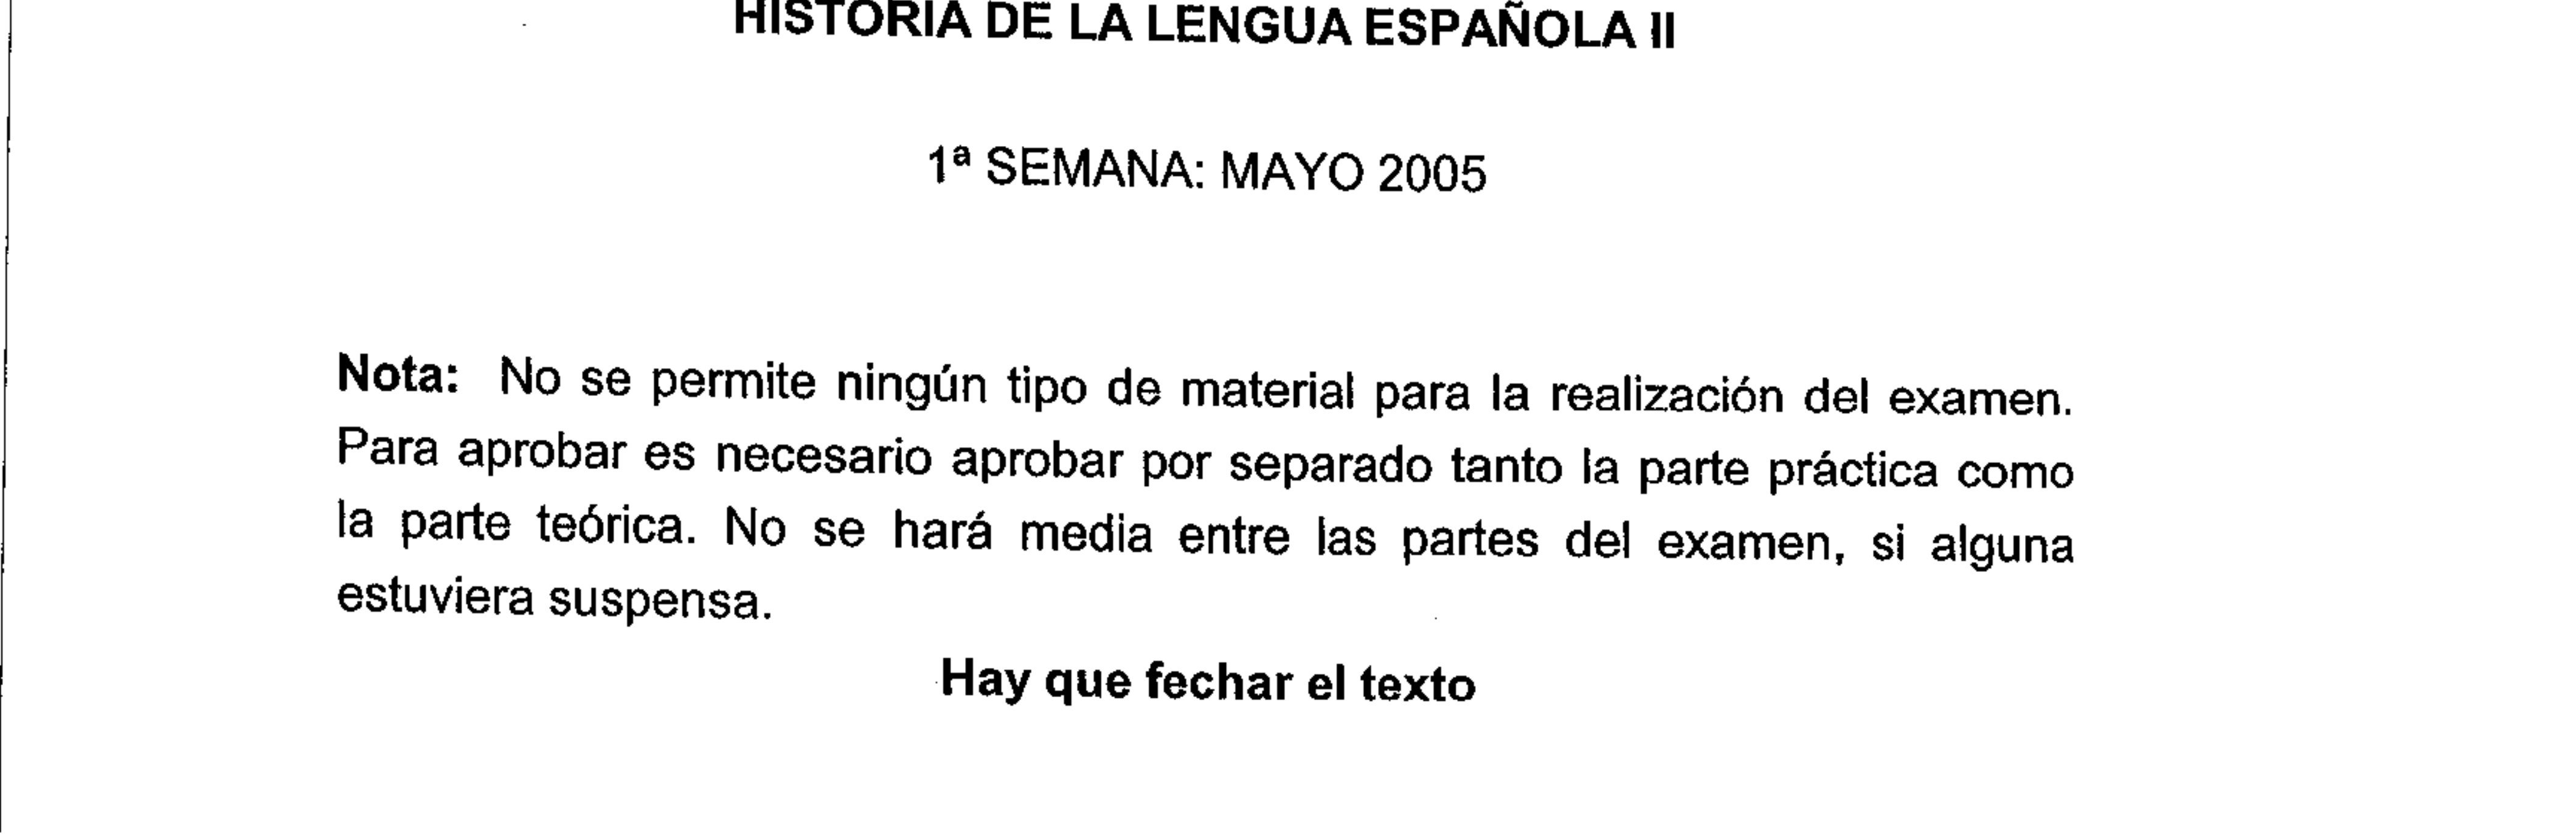 HISTORIA DE LA LENGUA ESPAÑOLA II
1ª SEMANA: MAYO 2005
Nota: No se permite ningún tipo de material para la realización del examen.
Para aprobar es necesario aprobar por separado tanto la parte práctica como
la parte teórica. No se hará media entre las partes del examen, si alguna
estuviera suspensa.
Hay que fechar el texto